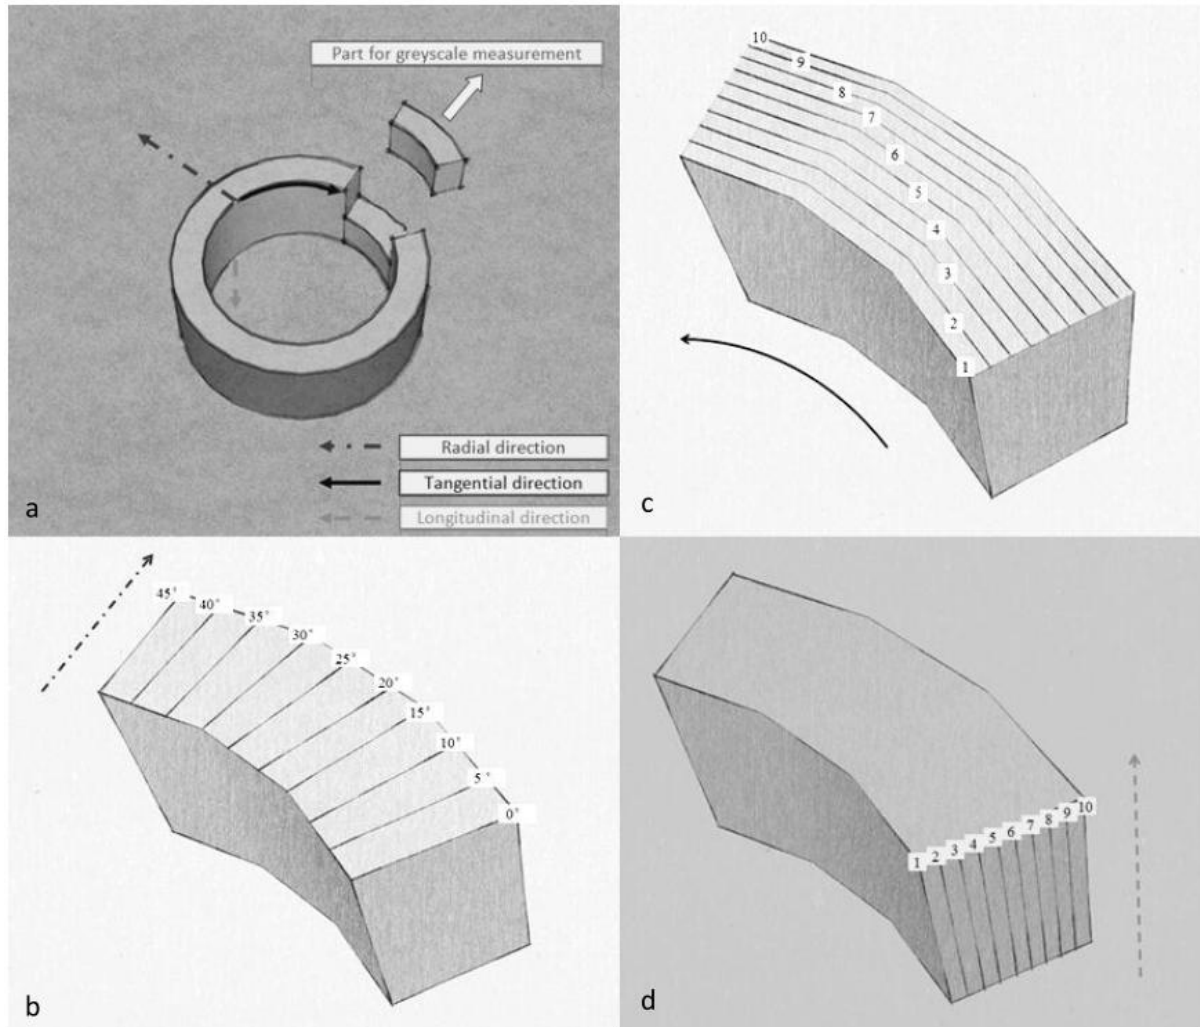 Part for greyscale measurement
Radial direction
Tangential direction
Longitudinal direction
a
10
9
8
7
6
5
4
3
2
1
c
45°
40°
35°
30°
25°
20°
15°
10°
5°
0°
b
1 2 3 4 5 6 7 8 9 10
d